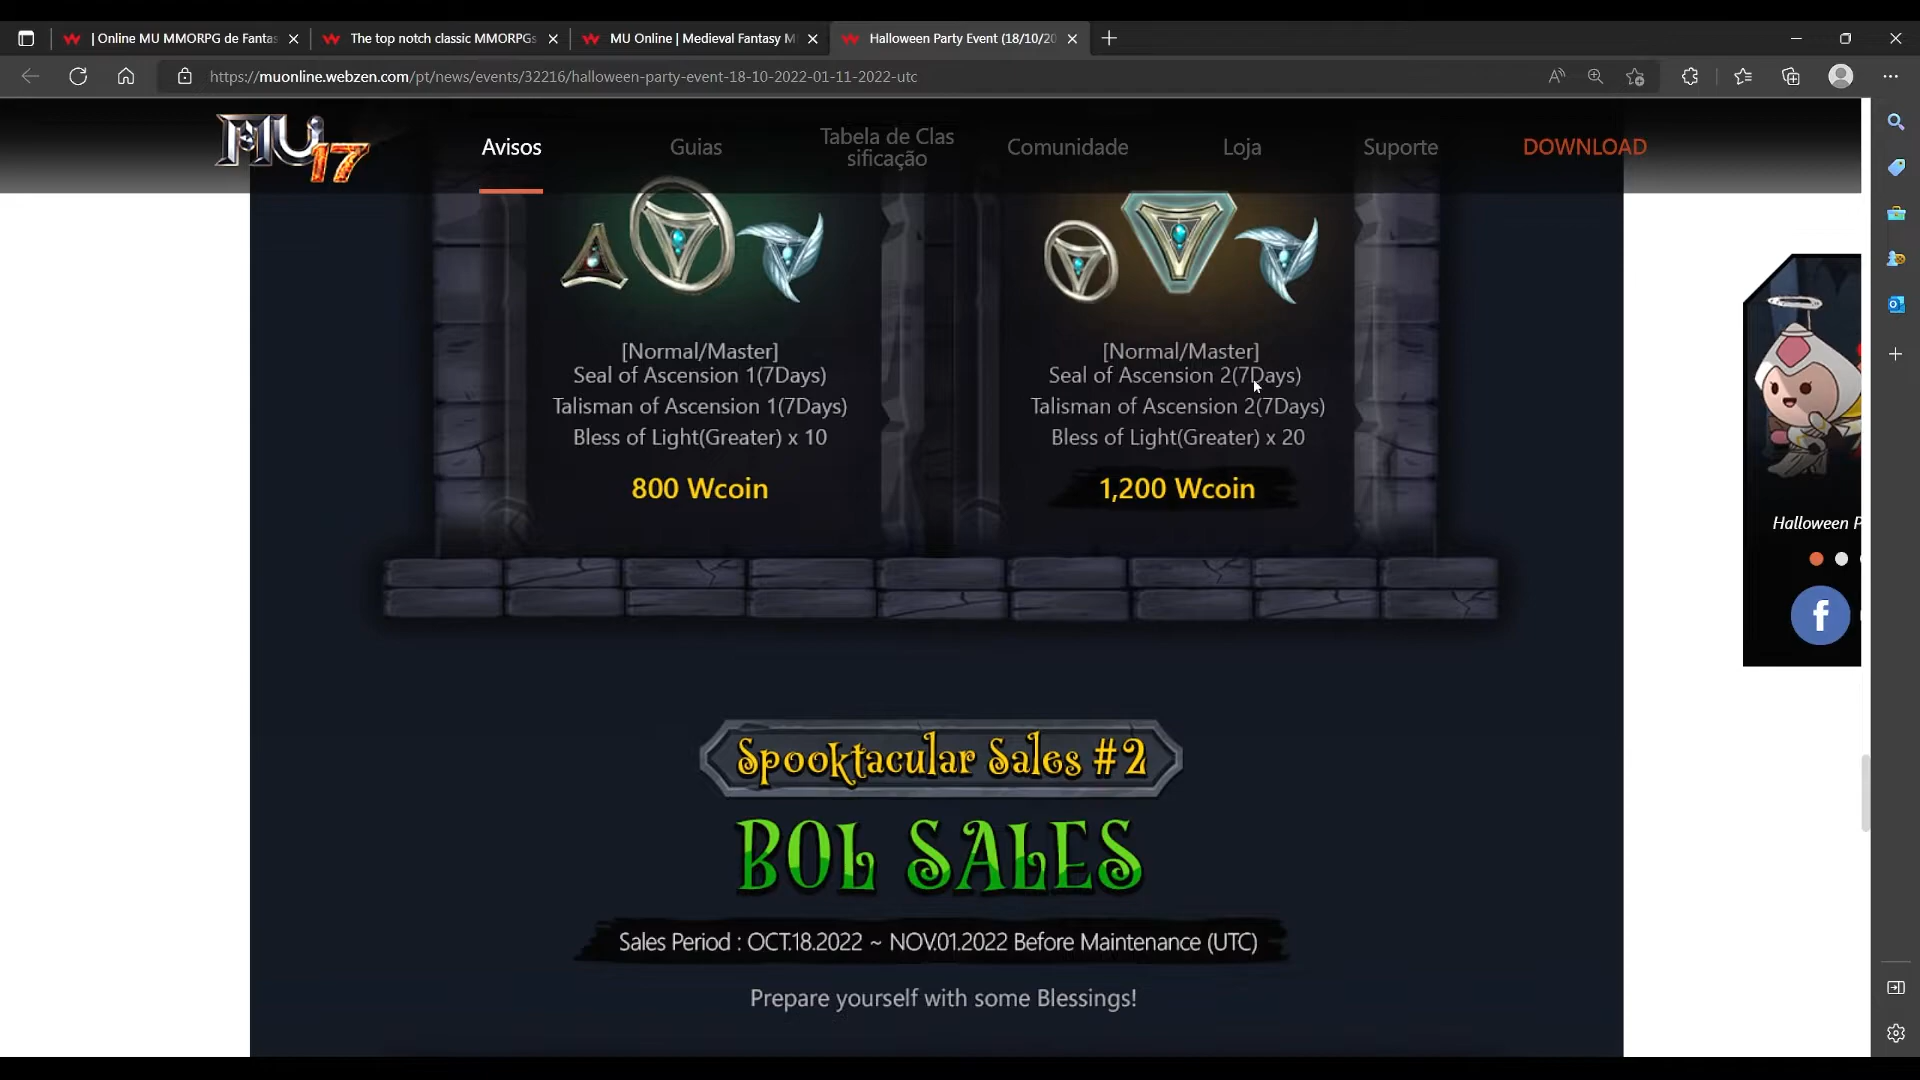 | Online MU MMORPG de Fantas
The top notch classic MMORPGs
MU Online | Medieval Fantasy M
Halloween Party Event (18/10/20
https://muonline.webzen.com/pt/news/events/32216/halloween-party-event-18-10-2022-01-11-2022-utc
MU 17
Avisos
Guias
Tabela de Clas
sificação
Comunidade
Loja
Suporte
DOWNLOAD
[Normal/Master]
Seal of Ascension 1(7Days)
Talisman of Ascension 1(7Days)
Bless of Light(Greater) x 10
800 Wcoin
[Normal/Master]
Seal of Ascension 2(7Days)
Talisman of Ascension 2(7Days)
Bless of Light(Greater) x 20
1,200 Wcoin
Halloween P
f
Spooktacular Sales #2
BOL SALES
Sales Period : OCT.18.2022 ~ NOV.01.2022 Before Maintenance (UTC)
Prepare yourself with some Blessings!